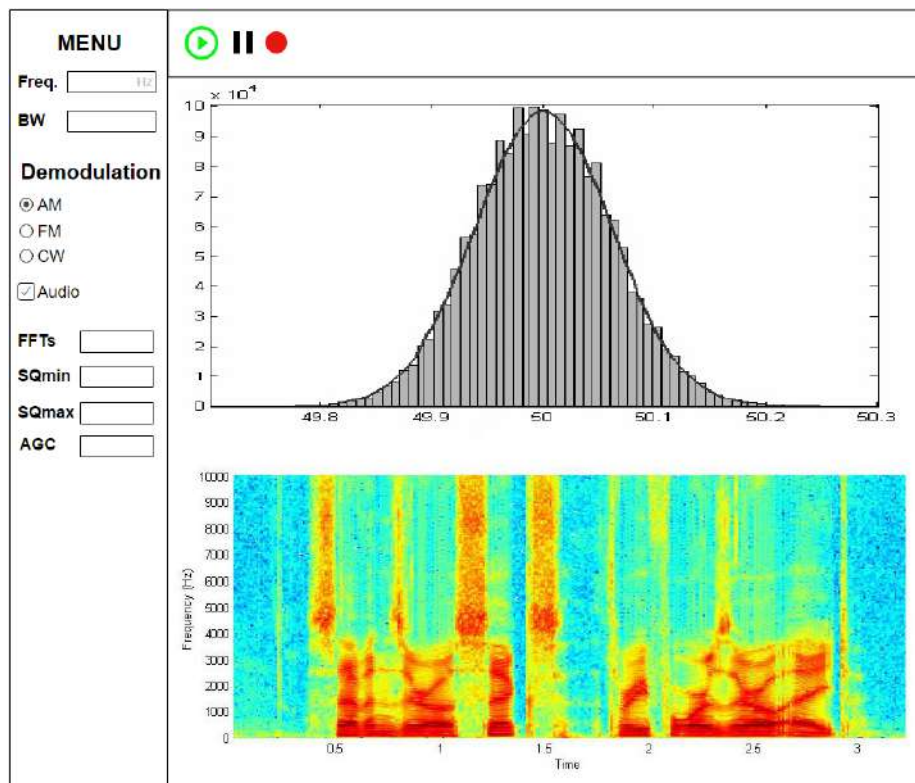 MENU
Freq. Hz
BW
Demodulation
AM
FM
CW
Audio
FFTs
SQmin
SQmax
AGC
× 10⁴
10
9
8
7
6
5
4
3
2
1
0
49.8 49.9 50 50.1 50.2 50.3
10000
9000
8000
7000
6000
5000
4000
3000
2000
1000
0
Frequency (Hz)
0.5 1 1.5 2 2.5 3
Time